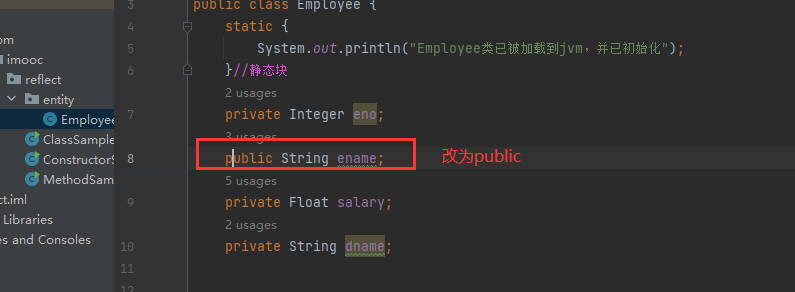 om
imooc
reflect
entity
Employee
ClassSample
ConstructorS
MethodSam
ct.iml
Libraries
es and Consoles
3 public class Employee {
4 static {
5 System.out.println("Employee类已被加载到jvm，并已初始化");
6 }//静态块
2 usages
7 private Integer eno;
3 usages
8 public String ename; 改为public
5 usages
9 private Float salary;
2 usages
10 private String dname;
11
12